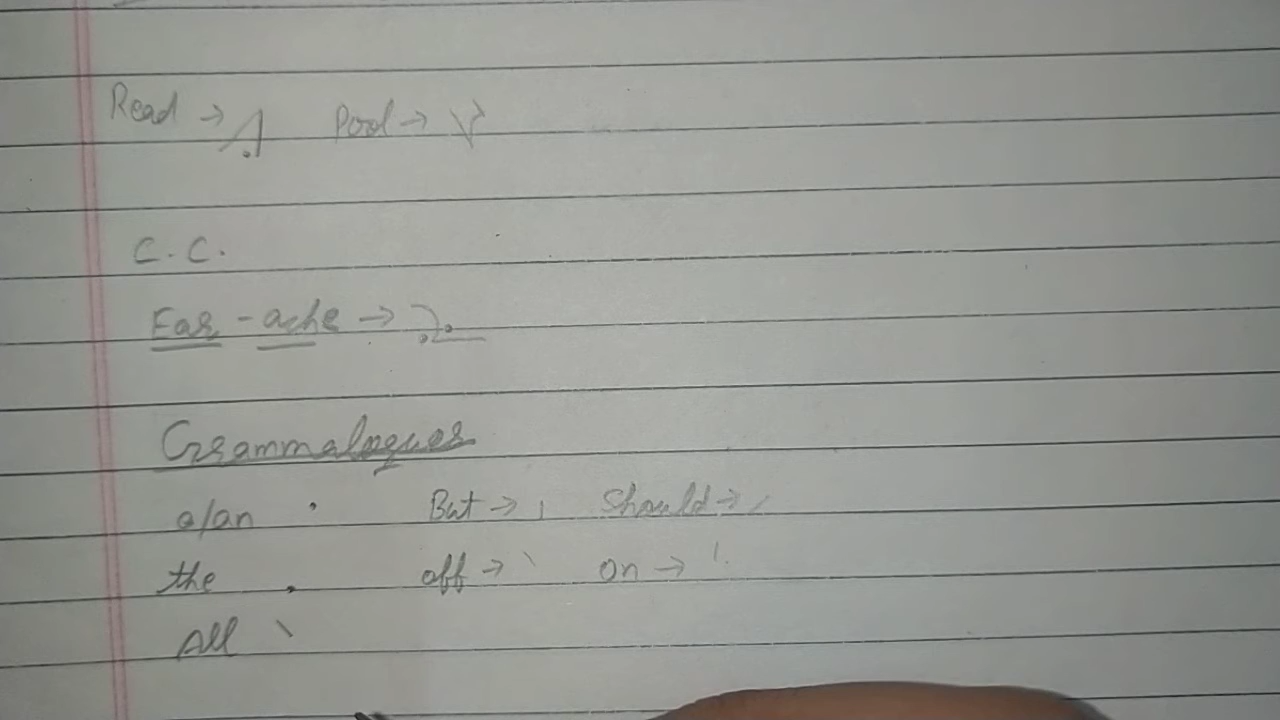 Read → Pool →
C.C.
Ear-ache →
Grammalogues
a/an . But → Should →
the . off → on →
All